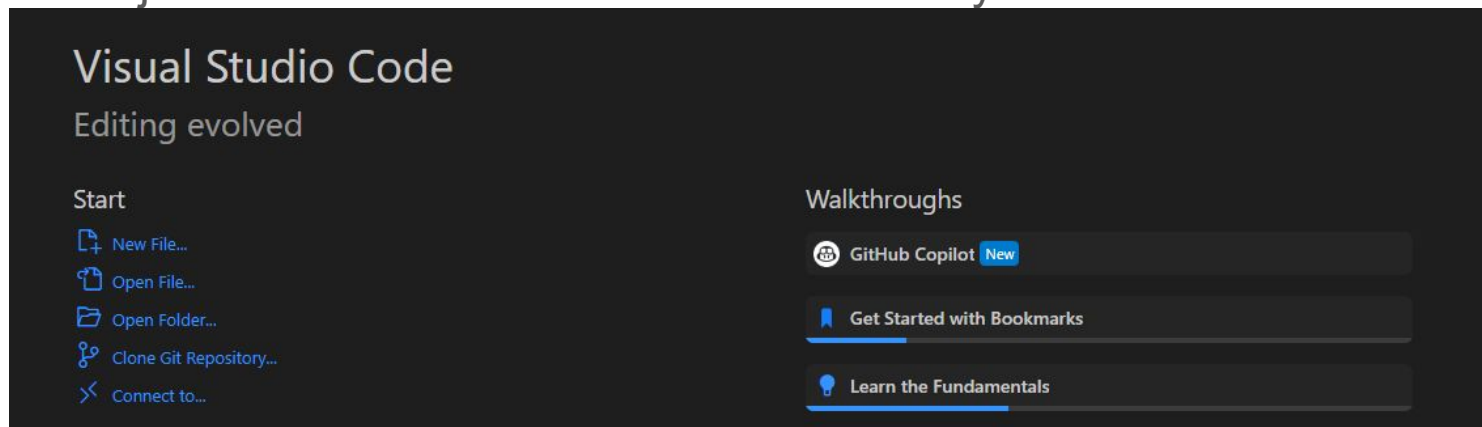 Visual Studio Code
Editing evolved
Start
New File...
Open File...
Open Folder...
Clone Git Repository...
Connect to...
Walkthroughs
GitHub Copilot New
Get Started with Bookmarks
Learn the Fundamentals